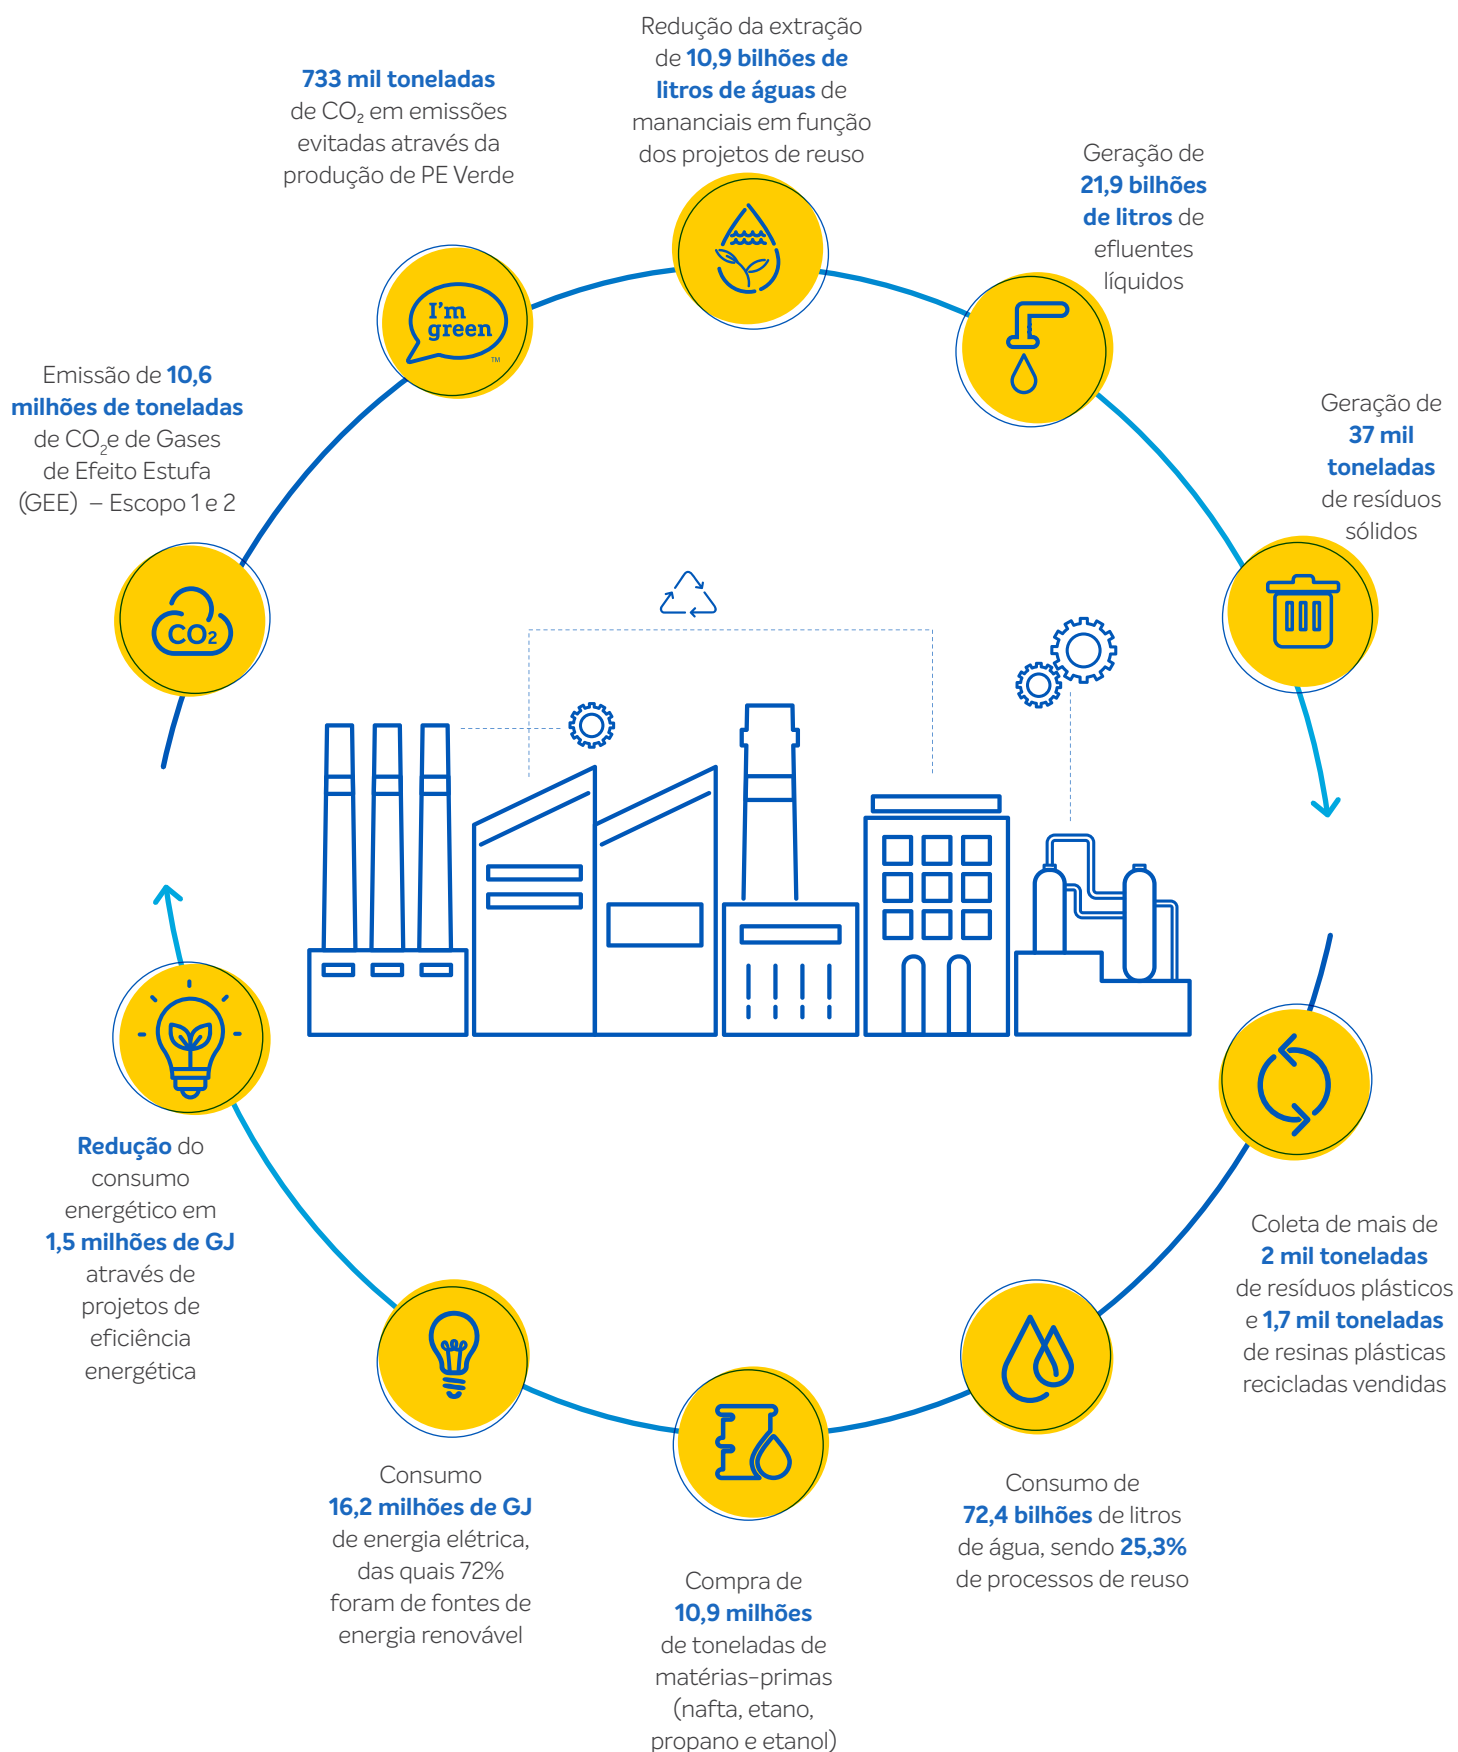 Redução da extração
de 10,9 bilhões de
litros de águas de
mananciais em função
dos projetos de reuso
733 mil toneladas
de CO₂ em emissões
evitadas através da
produção de PE Verde
Geração de
21,9 bilhões
de litros de
efluentes
líquidos
I'm
green
TM
Emissão de 10,6
milhões de toneladas
de CO₂e de Gases
de Efeito Estufa
(GEE) – Escopo 1 e 2
Geração de
37 mil
toneladas
de resíduos
sólidos
CO₂
Redução do
consumo
energético em
1,5 milhões de GJ
através de
projetos de
eficiência
energética
Coleta de mais de
2 mil toneladas
de resíduos plásticos
e 1,7 mil toneladas
de resinas plásticas
recicladas vendidas
Consumo
16,2 milhões de GJ
de energia elétrica,
das quais 72%
foram de fontes de
energia renovável
Consumo de
72,4 bilhões de litros
de água, sendo 25,3%
de processos de reuso
Compra de
10,9 milhões
de toneladas de
matérias-primas
(nafta, etano,
propano e etanol)